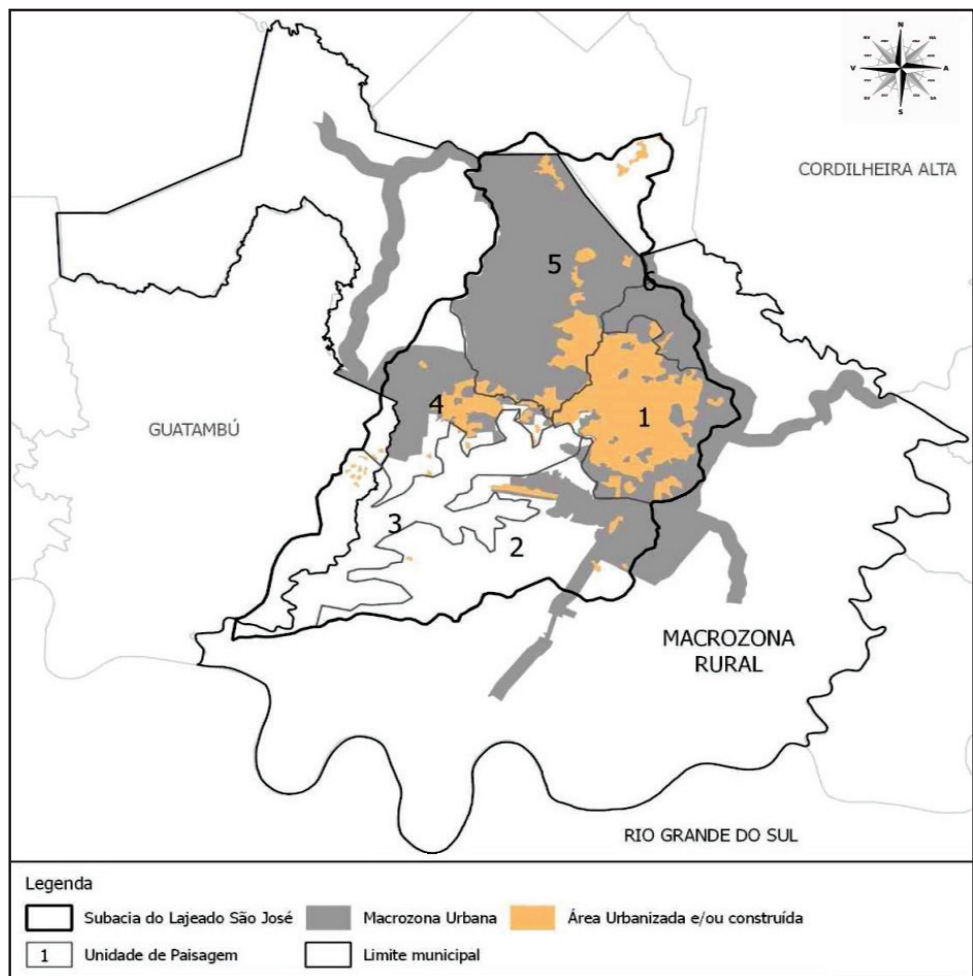 N
V
A
S
CORDILHEIRA ALTA
5
6
4
1
GUATAMBÚ
3
2
MACROZONA
RURAL
RIO GRANDE DO SUL
Legenda
Subacia do Lajeado São José
Macrozona Urbana
Área Urbanizada e/ou construída
1
Unidade de Paisagem
Limite municipal